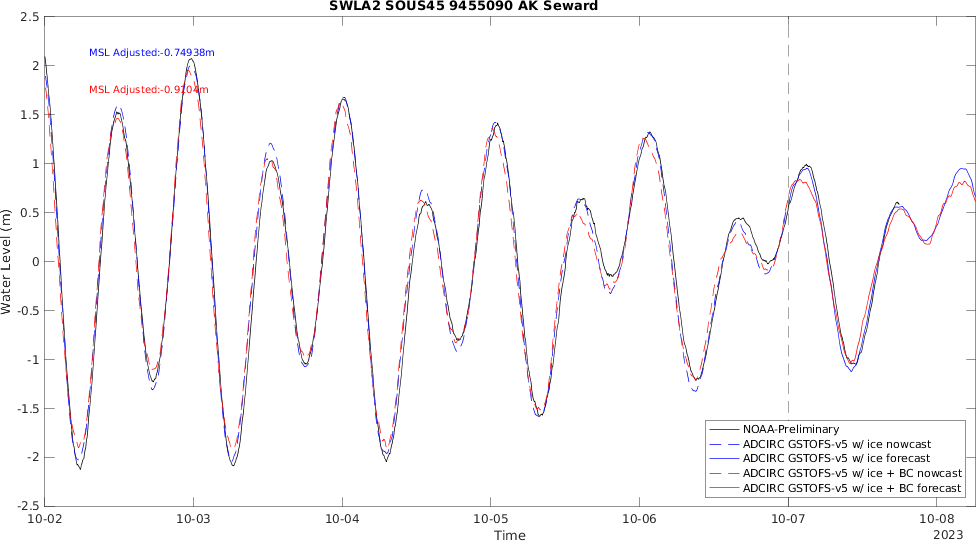 SWLA2 SOUS45 9455090 AK Seward
2.5
2
1.5
1
0.5
0
-0.5
-1
-1.5
-2
-2.5
Water Level (m)
MSL Adjusted:-0.74938m
MSL Adjusted:-0.9204m
NOAA-Preliminary
ADCIRC GSTOFS-v5 w/ ice nowcast
ADCIRC GSTOFS-v5 w/ ice forecast
ADCIRC GSTOFS-v5 w/ ice + BC nowcast
ADCIRC GSTOFS-v5 w/ ice + BC forecast
10-02 10-03 10-04 10-05 10-06 10-07 10-08
Time
2023